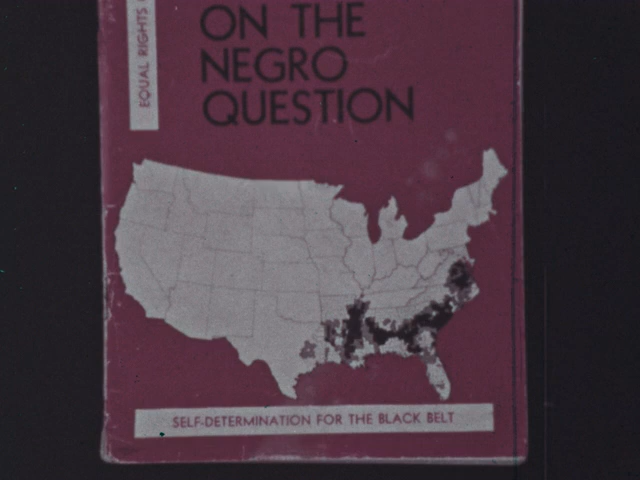 EQUAL RIGHTS
ON THE
NEGRO
QUESTION
SELF-DETERMINATION FOR THE BLACK BELT